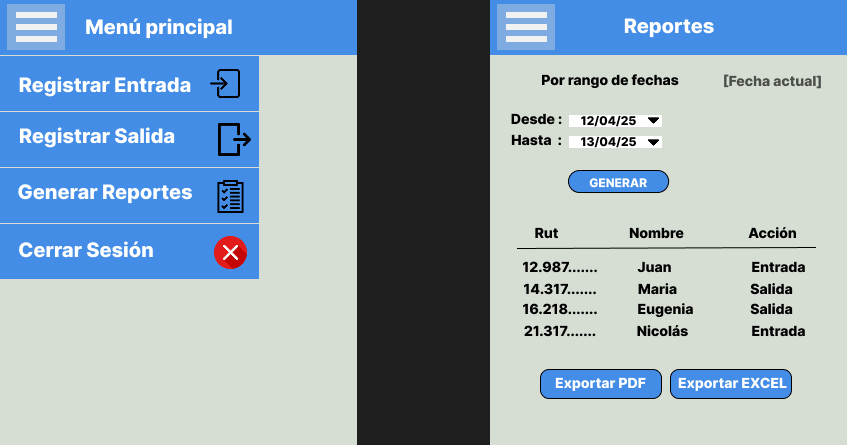 Menú principal
Registrar Entrada
Registrar Salida
Generar Reportes
Cerrar Sesión
Reportes
Por rango de fechas [Fecha actual]
Desde : 12/04/25
Hasta : 13/04/25
GENERAR
Rut Nombre Acción
12.987....... Juan Entrada
14.317....... Maria Salida
16.218....... Eugenia Salida
21.317....... Nicolás Entrada
Exportar PDF Exportar EXCEL